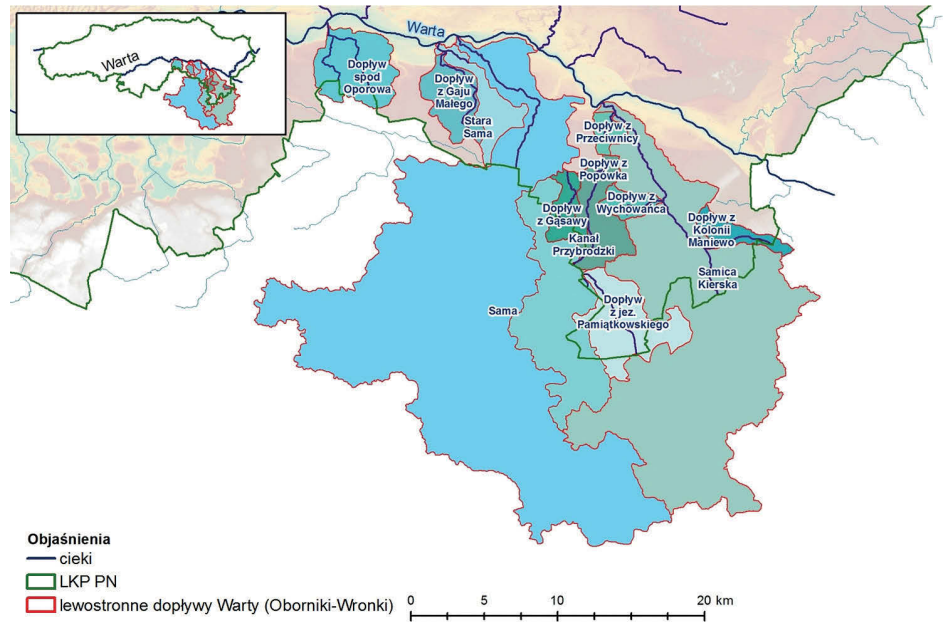 Warta
Warta
Dopływ
spod
Oporowa
Dopływ
z Gaju
Małego
Stara
Sama
Dopływ z
Przeciwnicy
Dopływ z
Popówka
Dopływ z
Wychowańca
Dopływ
z Gąsawy
Kanał
Przybrodzki
Dopływ z
Kolonii
Maniewo
Samica
Kierska
Dopływ
z jez.
Pamiątkowskiego
Sama
Objaśnienia
cieki
LKP PN
lewostronne dopływy Warty (Oborniki-Wronki)
0 5 10 20 km